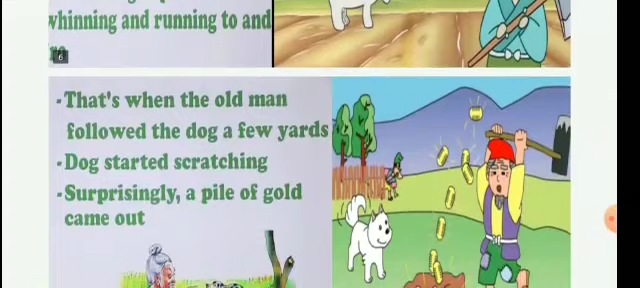 whinning and running to and
6
-That's when the old man
followed the dog a few yards
-Dog started scratching
-Surprisingly, a pile of gold
came out